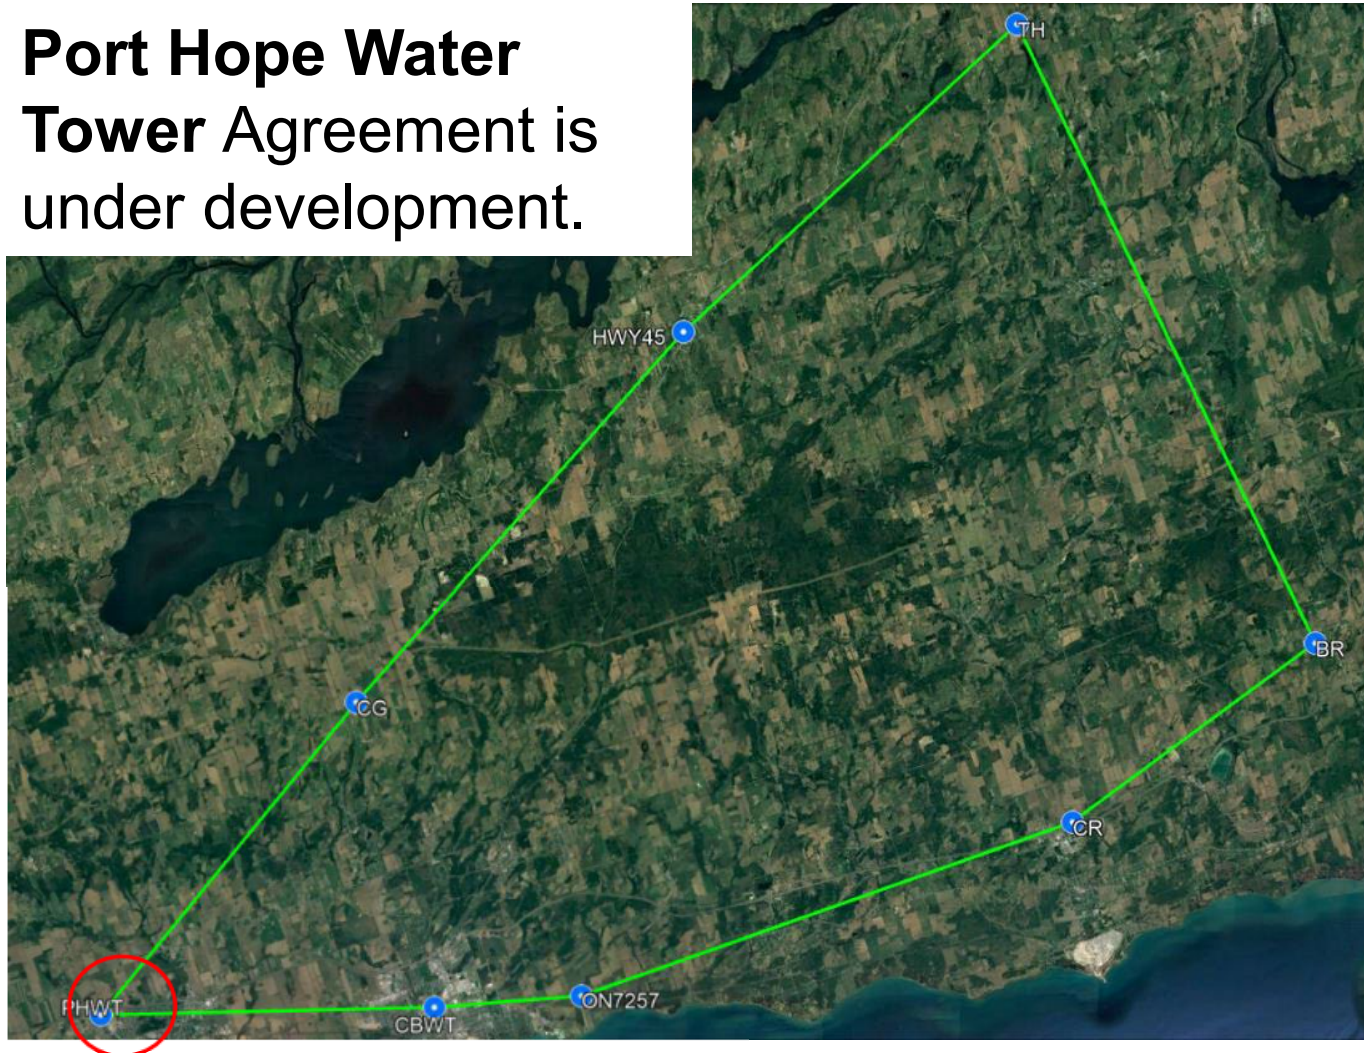 Port Hope Water
Tower Agreement is
under development.
TH
HWY45
BR
CG
CR
ON7257
PHWT
CBWT